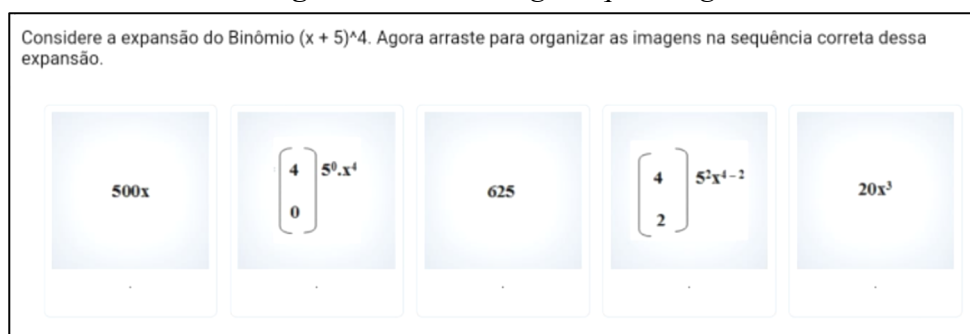 Considere a expansão do Binômio (x + 5)^4. Agora arraste para organizar as imagens na sequência correta dessa
expansão.
500x
(4 0) 5⁰.x⁴
625
(4 2) 5²x⁴⁻²
20x³